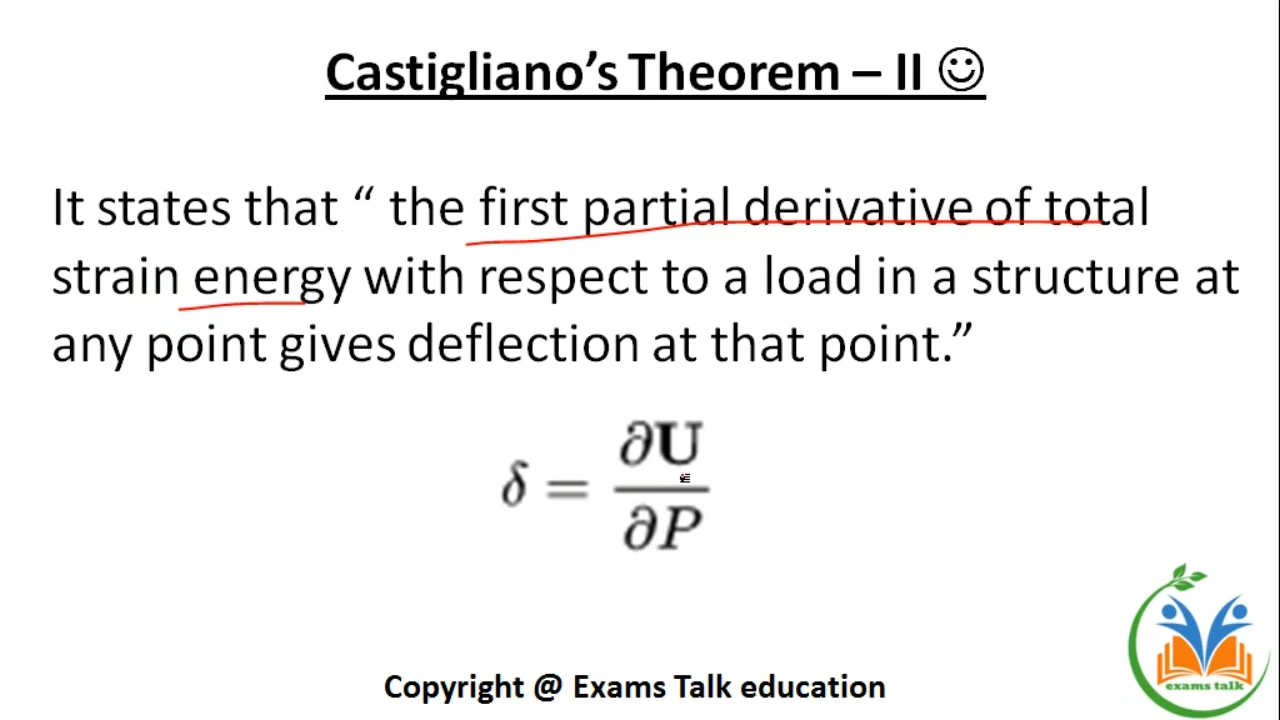 Castigliano’s Theorem – II ☺
It states that “ the first partial derivative of total
strain energy with respect to a load in a structure at
any point gives deflection at that point.”
δ = ∂U / ∂P
Copyright @ Exams Talk education
exams talk